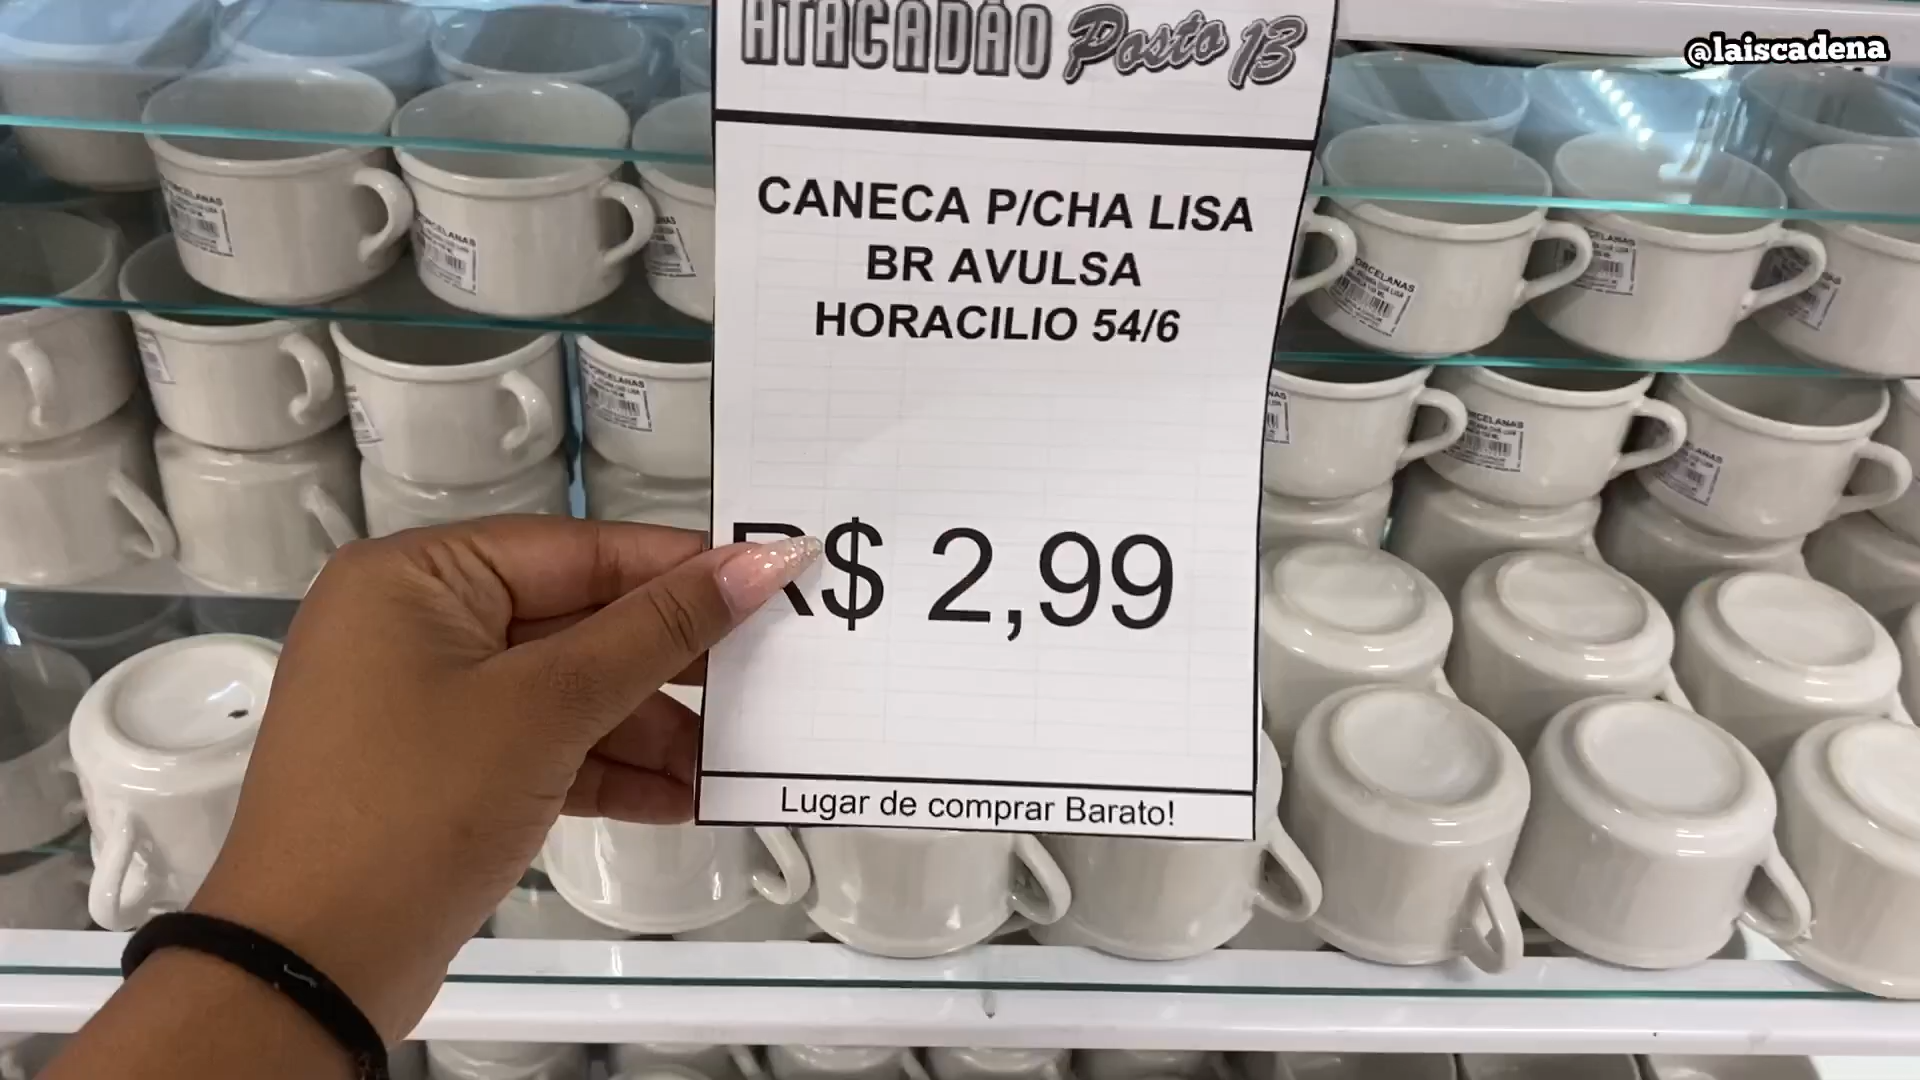 ATACADÃO Posto 13
@laiscadena
CANECA P/CHA LISA
BR AVULSA
HORACILIO 54/6
R$ 2,99
Lugar de comprar Barato!
PORCELANAS
PORCELANAS